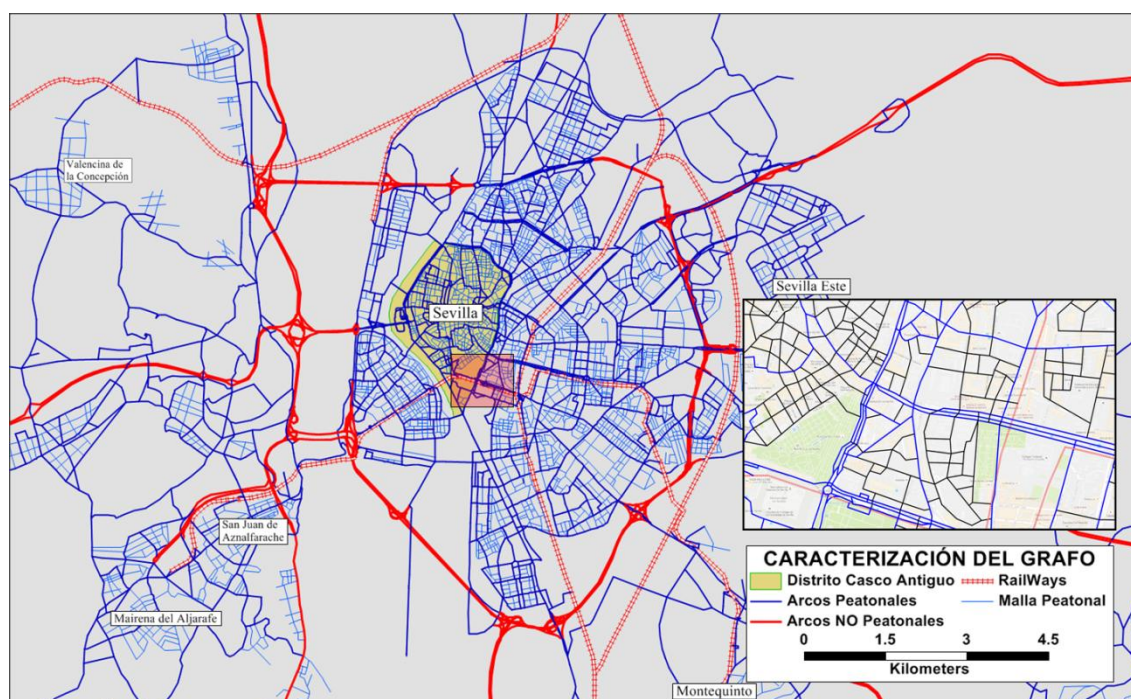 Valencina de
la Concepción
Sevilla Este
Sevilla
San Juan de
Aznalfarache
Mairena del Aljarafe
Montequinto
CARACTERIZACIÓN DEL GRAFO
Distrito Casco Antiguo
RailWays
Arcos Peatonales
Malla Peatonal
Arcos NO Peatonales
0 1.5 3 4.5
Kilometers